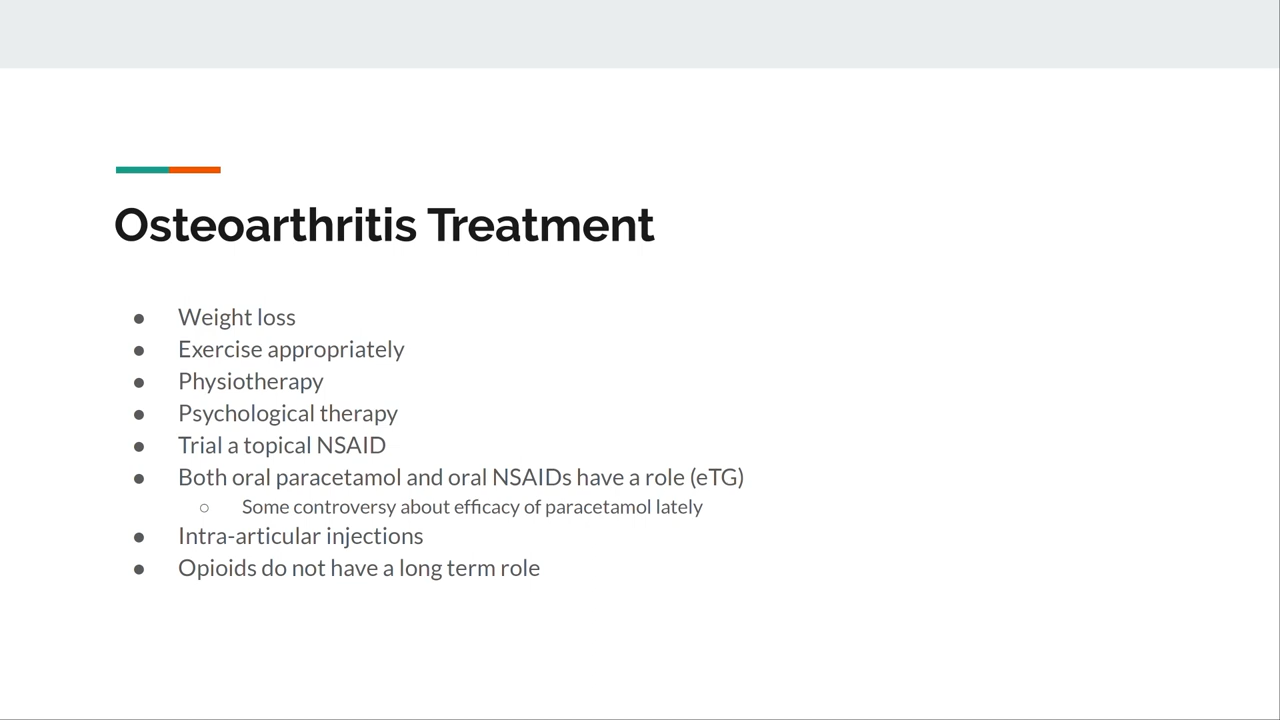 Osteoarthritis Treatment
● Weight loss
● Exercise appropriately
● Physiotherapy
● Psychological therapy
● Trial a topical NSAID
● Both oral paracetamol and oral NSAIDs have a role (eTG)
○ Some controversy about efficacy of paracetamol lately
● Intra-articular injections
● Opioids do not have a long term role